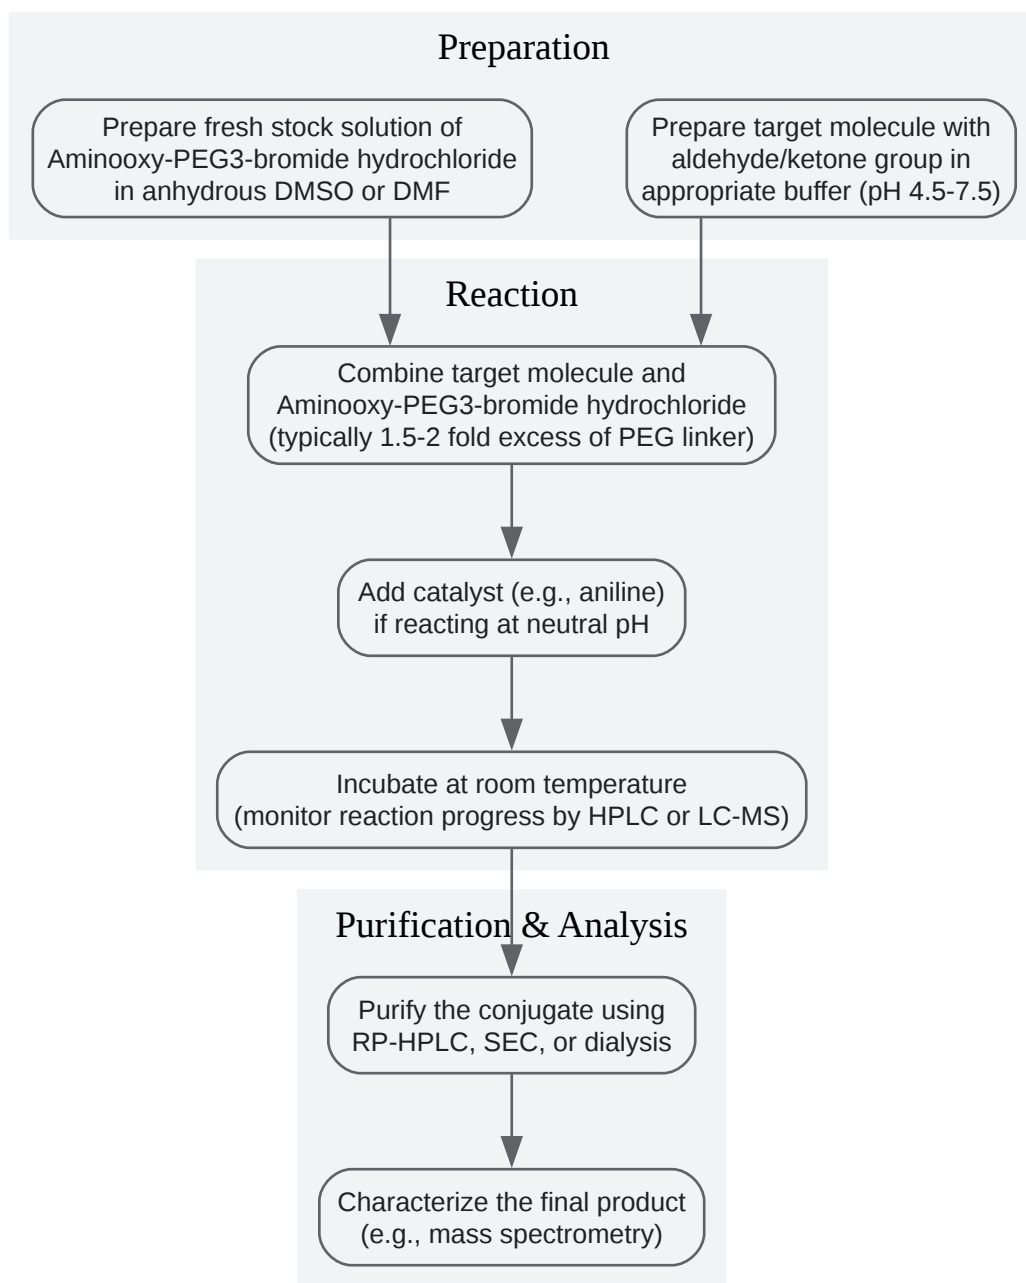 Preparation
Prepare fresh stock solution of
Aminooxy-PEG3-bromide hydrochloride
in anhydrous DMSO or DMF
Prepare target molecule with
aldehyde/ketone group in
appropriate buffer (pH 4.5-7.5)
Reaction
Combine target molecule and
Aminooxy-PEG3-bromide hydrochloride
(typically 1.5-2 fold excess of PEG linker)
Add catalyst (e.g., aniline)
if reacting at neutral pH
Incubate at room temperature
(monitor reaction progress by HPLC or LC-MS)
Purification & Analysis
Purify the conjugate using
RP-HPLC, SEC, or dialysis
Characterize the final product
(e.g., mass spectrometry)